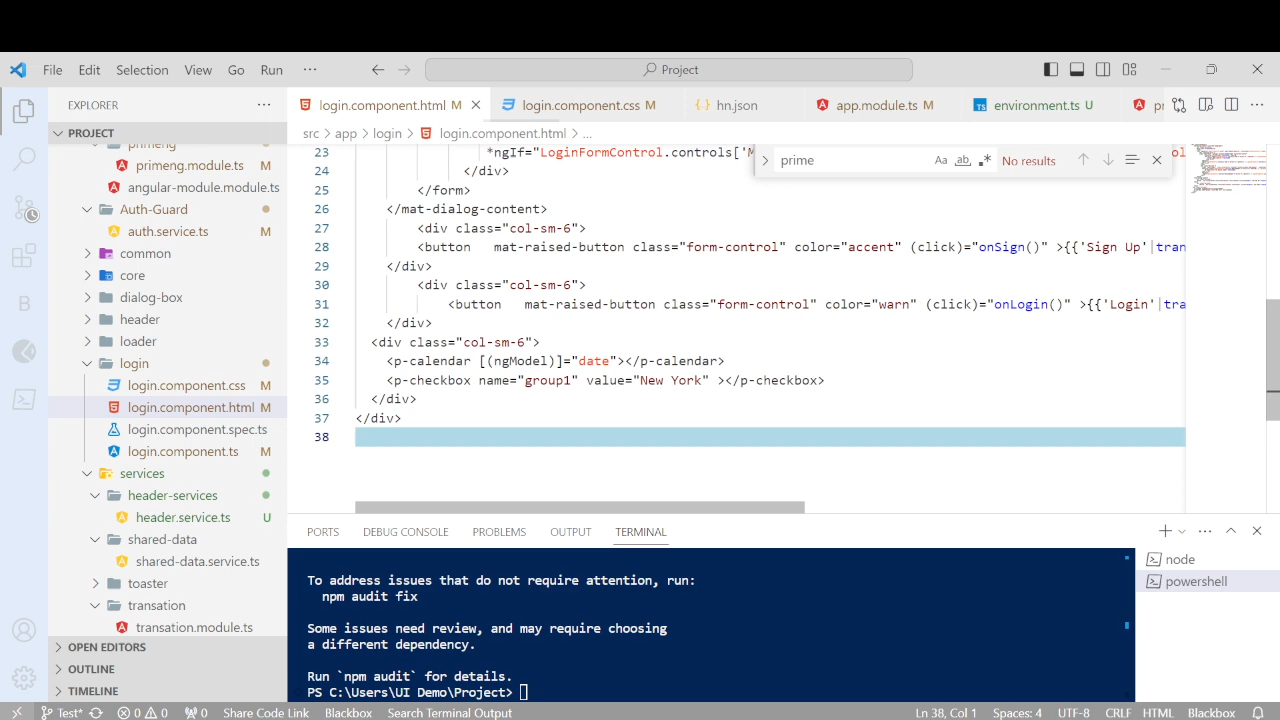 File Edit Selection View Go Run ··· Project
EXPLORER ···
login.component.html M
login.component.css M
hn.json
app.module.ts M
environment.ts U
pr
PROJECT
src > app > login > login.component.html > ...
primeng
primeng.module.ts M
angular-module.module.ts
Auth-Guard
auth.service.ts M
common
core
dialog-box
header
loader
login
login.component.css M
login.component.html M
login.component.spec.ts
login.component.ts M
services
header-services
header.service.ts U
shared-data
shared-data.service.ts
toaster
transation
transation.module.ts
OPEN EDITORS
OUTLINE
TIMELINE
prime Aa ab .* No results
23 *ngIf="LoginFormControl.controls['M
24 </div>
25 </form>
26 </mat-dialog-content>
27 <div class="col-sm-6">
28 <button mat-raised-button class="form-control" color="accent" (click)="onSign()" >{{'Sign Up'|tran
29 </div>
30 <div class="col-sm-6">
31 <button mat-raised-button class="form-control" color="warn" (click)="onLogin()" >{{'Login'|tra
32 </div>
33 <div class="col-sm-6">
34 <p-calendar [(ngModel)]="date"></p-calendar>
35 <p-checkbox name="group1" value="New York" ></p-checkbox>
36 </div>
37 </div>
38
PORTS DEBUG CONSOLE PROBLEMS OUTPUT TERMINAL
To address issues that do not require attention, run:
npm audit fix
Some issues need review, and may require choosing
a different dependency.
Run `npm audit` for details.
PS C:\Users\UI Demo\Project>
node
powershell
Test* 0 0 0 Share Code Link Blackbox Search Terminal Output Ln 38, Col 1 Spaces: 4 UTF-8 CRLF HTML Blackbox